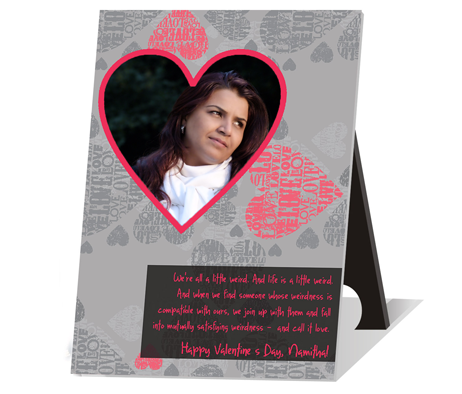 We're all a little weird. And life is a little weird.
And when we find someone whose weirdness is
compatible with ours, we join up with them and fall
into mutually satisfying weirdness - and call it love.
Happy Valentine s Day, Namitha!